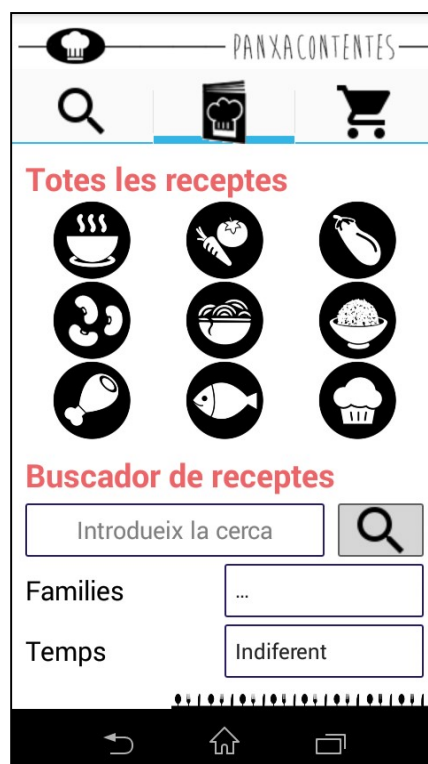 PANXACONTENTES
Totes les receptes
Buscador de receptes
Introdueix la cerca
Families
...
Temps
Indiferent